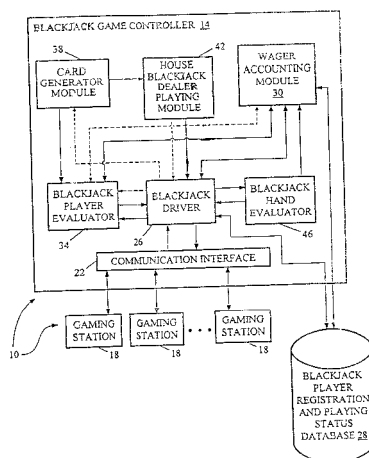 BLACKJACK GAME CONTROLLER 14
38
CARD
GENERATOR
MODULE
42
HOUSE
BLACKJACK
DEALER
PLAYING
MODULE
WAGER
ACCOUNTING
MODULE
30
BLACKJACK
PLAYER
EVALUATOR
34
BLACKJACK
DRIVER
26
BLACKJACK
HAND
EVALUATOR
46
22
COMMUNICATION INTERFACE
10
GAMING
STATION
18
GAMING
STATION
18
GAMING
STATION
18
BLACKJACK
PLAYER
REGISTRATION
AND PLAYING
STATUS
DATABASE 28